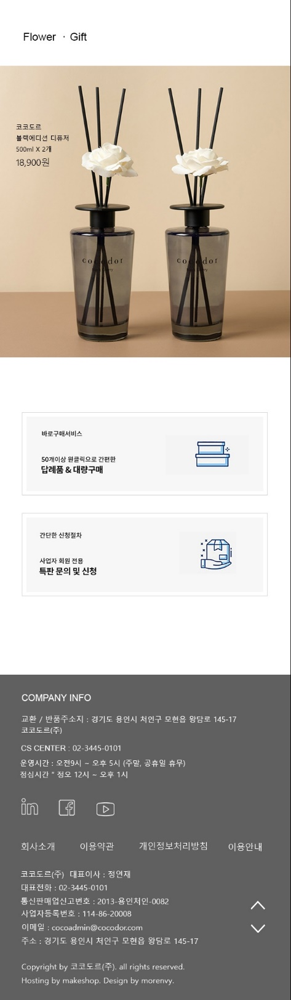 Flower · Gift
코코도르
블랙에디션 디퓨저
500ml X 2개
18,900원
cocodor
cocodor
바로구매서비스
50개이상 원클릭으로 간편한
답례품 & 대량구매
간단한 신청절차
사업자 회원 전용
특판 문의 및 신청
COMPANY INFO
교환 / 반품주소지 : 경기도 용인시 처인구 모현읍 왕담로 145-17
코코도르(주)
CS CENTER : 02-3445-0101
운영시간 : 오전9시 ~ 오후 5시 (주말, 공휴일 휴무)
점심시간 “ 정오 12시 ~ 오후 1시
in
회사소개 이용약관 개인정보처리방침 이용안내
코코도르(주) 대표이사 : 정연재
대표전화 : 02-3445-0101
통신판매업신고번호 : 2013-용인처인-0082
사업자등록번호 : 114-86-20008
이메일 : cocoadmin@cocodor.com
주소 : 경기도 용인시 처인구 모현읍 왕담로 145-17
Copyright by 코코도르(주). all rights reserved.
Hosting by makeshop. Design by morenvy.